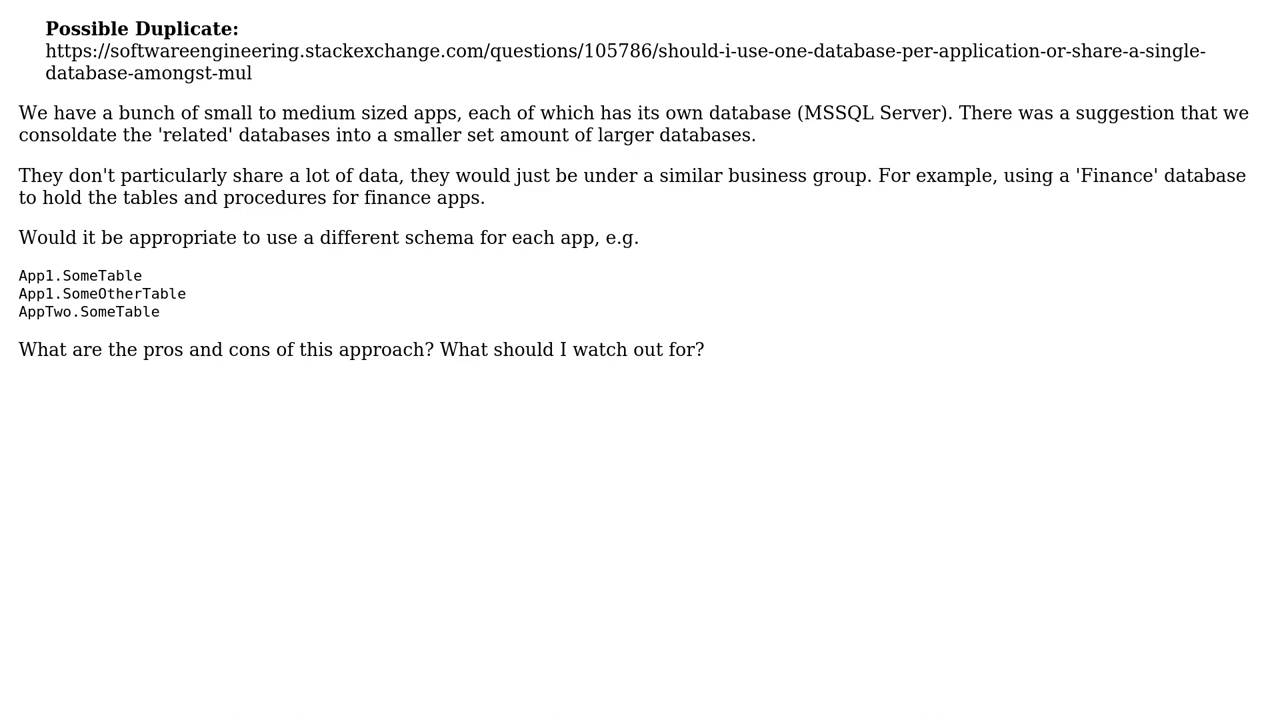 Possible Duplicate:
https://softwareengineering.stackexchange.com/questions/105786/should-i-use-one-database-per-application-or-share-a-single-
database-amongst-mul
We have a bunch of small to medium sized apps, each of which has its own database (MSSQL Server). There was a suggestion that we
consoldate the 'related' databases into a smaller set amount of larger databases.
They don't particularly share a lot of data, they would just be under a similar business group. For example, using a 'Finance' database
to hold the tables and procedures for finance apps.
Would it be appropriate to use a different schema for each app, e.g.
App1.SomeTable
App1.SomeOtherTable
AppTwo.SomeTable
What are the pros and cons of this approach? What should I watch out for?